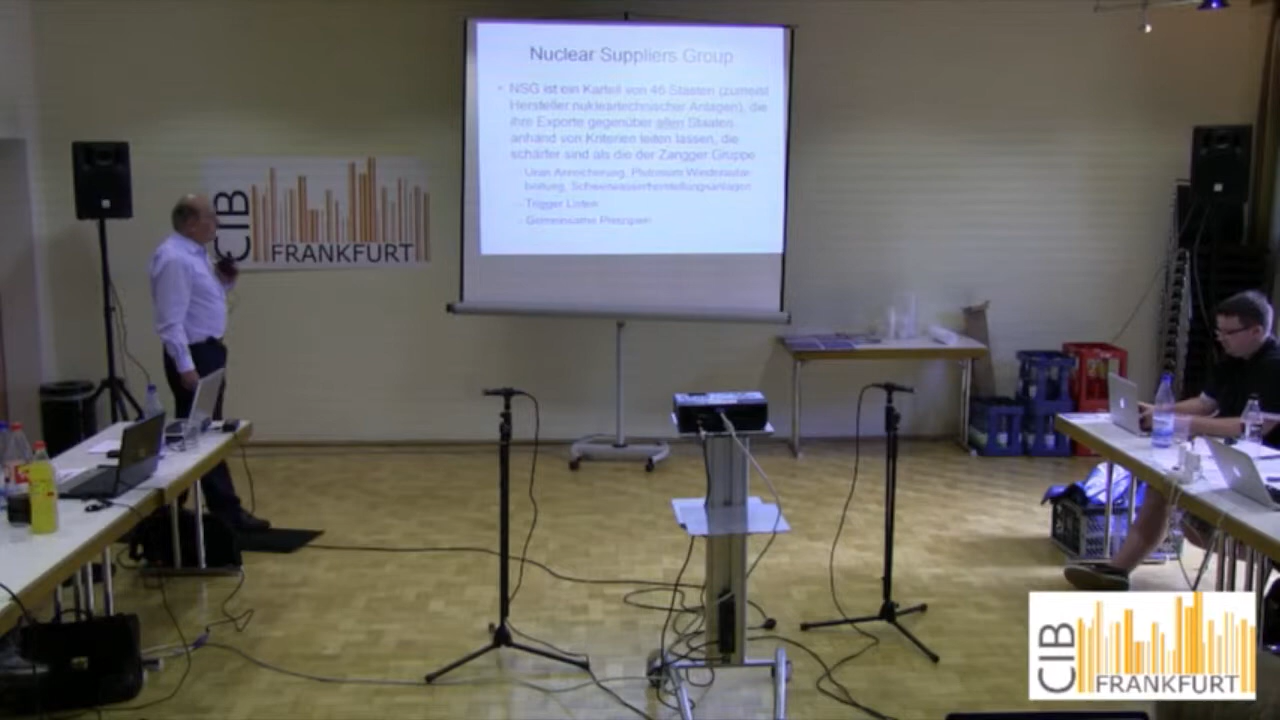 Nuclear Suppliers Group
• NSG ist ein Kartell von 46 Staaten (zumeist
Hersteller nukleartechnischer Anlagen), die
ihre Exporte gegenüber allen Staaten
anhand von Kriterien leiten lassen, die
schärfer sind als die der Zangger Gruppe
Uran Anreicherung, Plutonium Wiederaufar-
beitung, Schwerwasserherstellungsanlagen
– Trigger Listen
– Gemeinsame Prinzipien
CIB
FRANKFURT
CIB
FRANKFURT